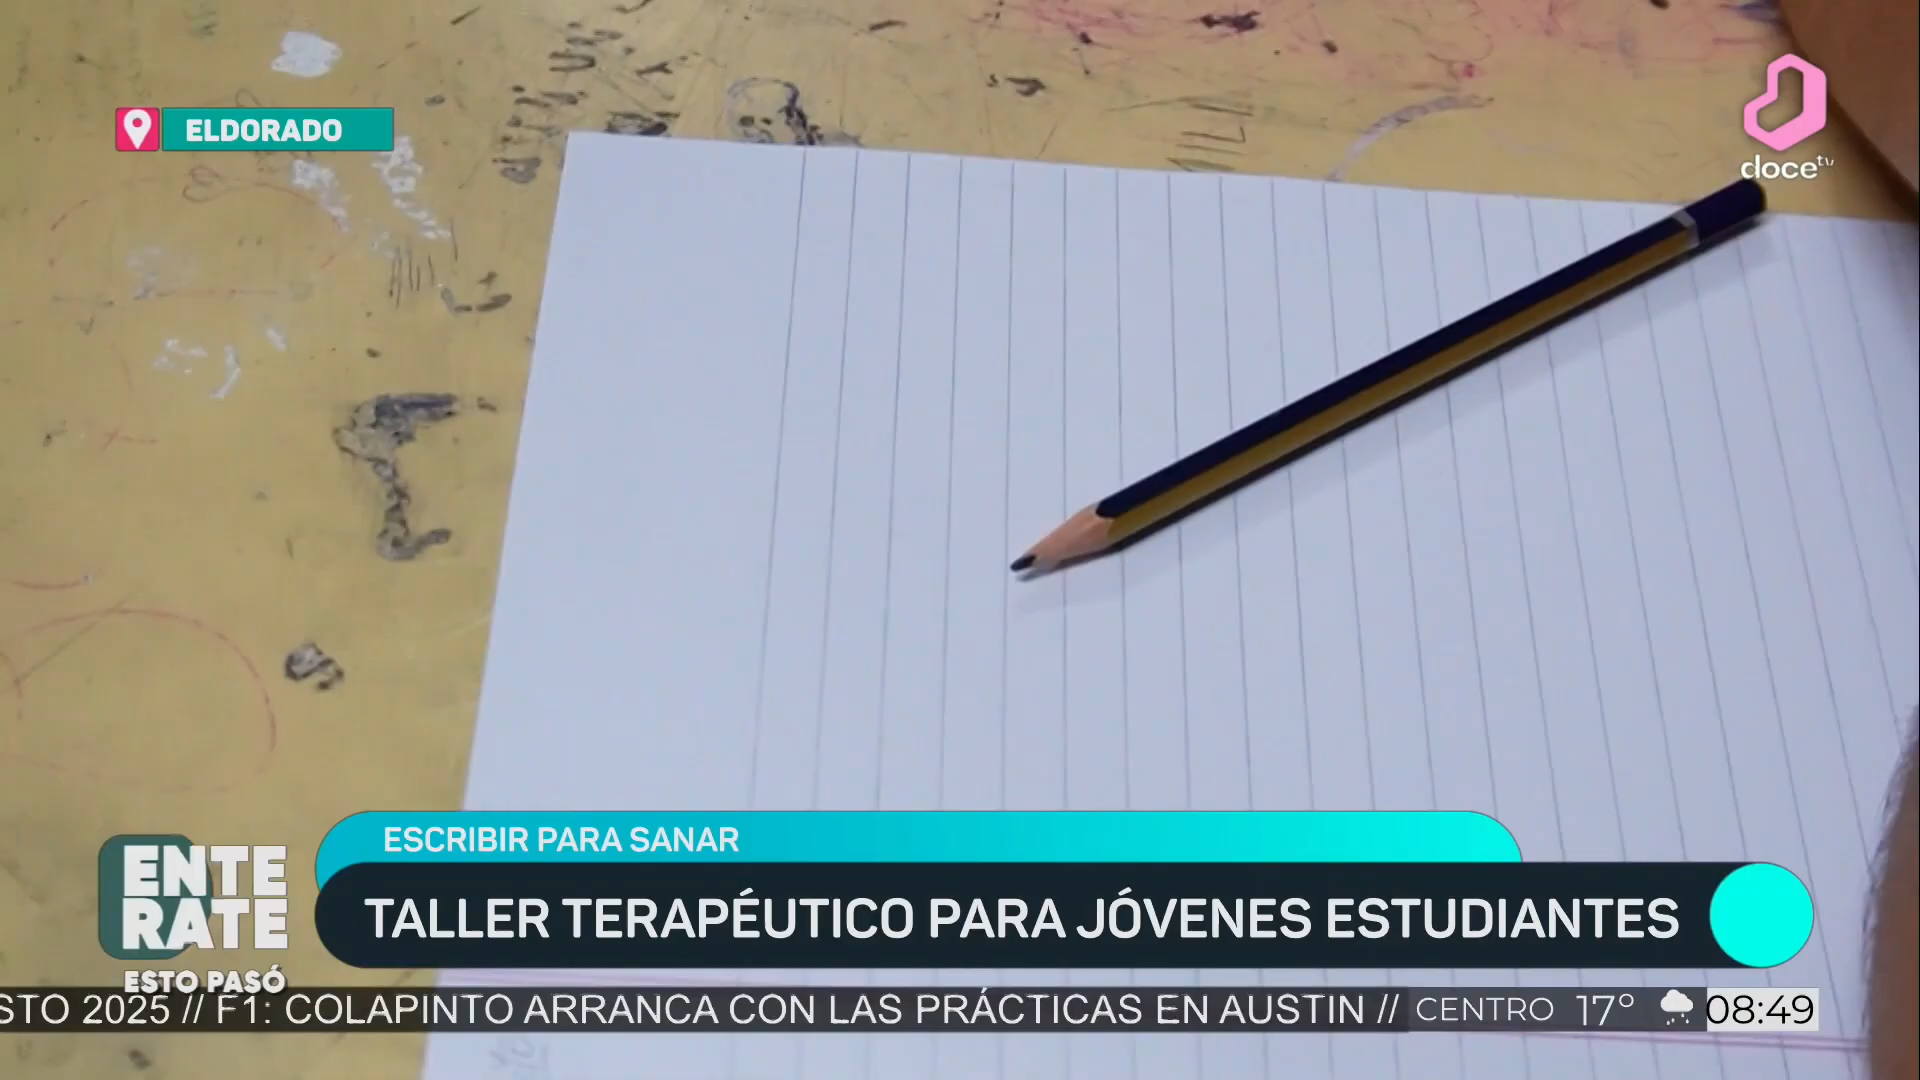 ELDORADO
doce tv
ESCRIBIR PARA SANAR
ENTE
RATE
TALLER TERAPÉUTICO PARA JÓVENES ESTUDIANTES
ESTO PASÓ
STO 2025 // F1: COLAPINTO ARRANCA CON LAS PRÁCTICAS EN AUSTIN // CENTRO 17° 08:49